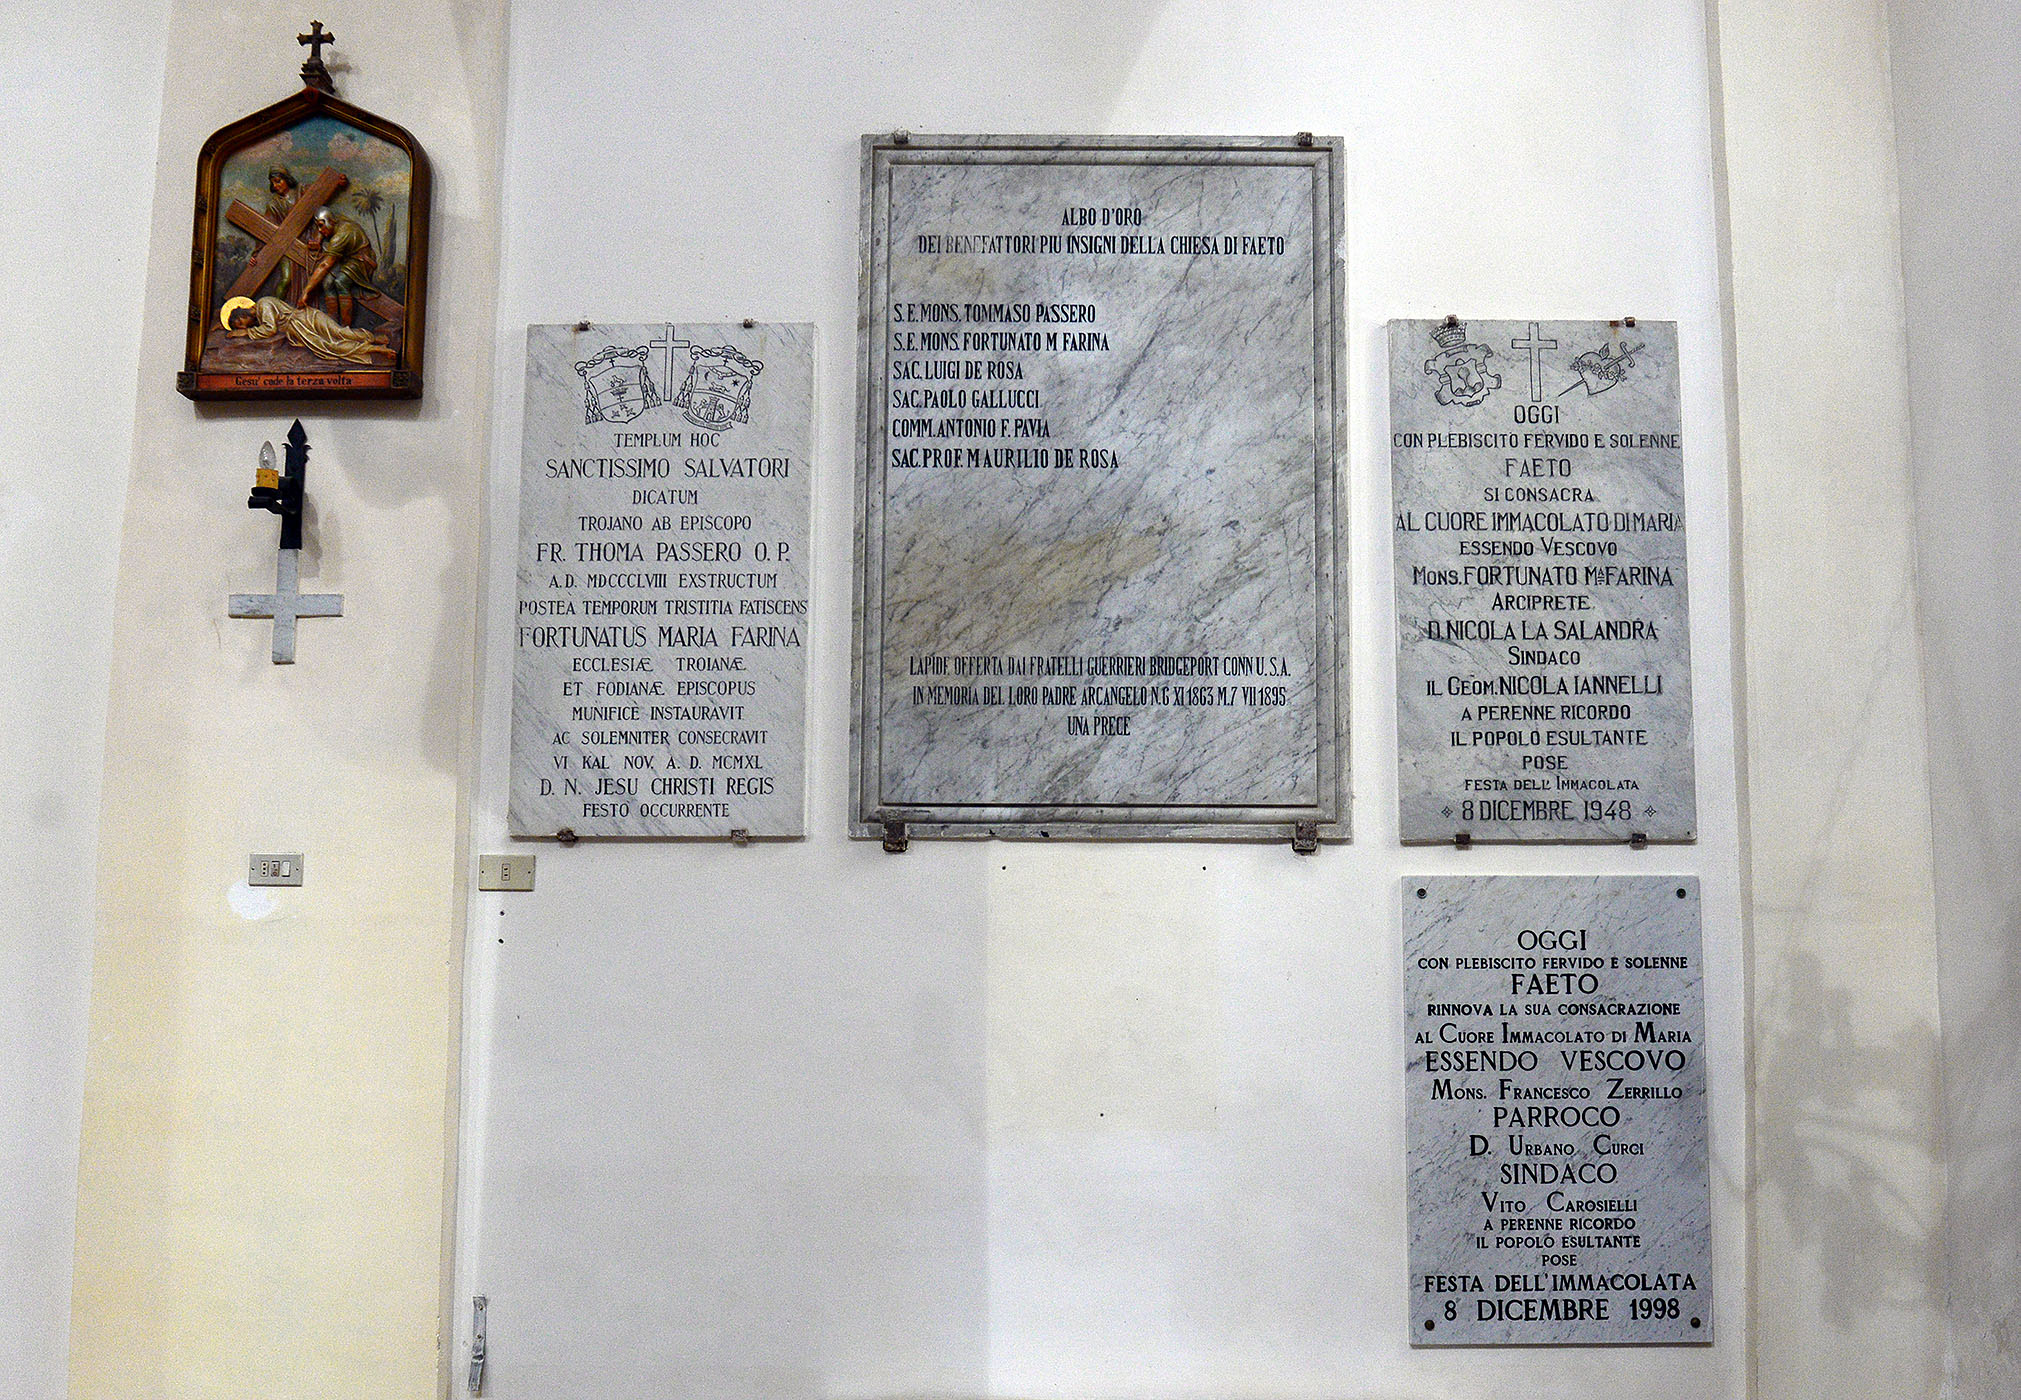 Gesu' cade la terza volta
TEMPLUM HOC
SANCTISSIMO SALVATORI
DICATUM
TROJANO AB EPISCOPO
FR. THOMA PASSERO O. P.
A. D. MDCCCLVIII EXSTRUCTUM
POSTEA TEMPORUM TRISTITIA FATISCENS
FORTUNATUS MARIA FARINA
ECCLESIÆ TROIANÆ
ET FODIANÆ EPISCOPUS
MUNIFICE INSTAURAVIT
AC SOLEMNITER CONSECRAVIT
VI KAL NOV. A. D. MCMXL
D. N. JESU CHRISTI REGIS
FESTO OCCURRENTE
ALBO D'ORO
DEI BENEFATTORI PIU INSIGNI DELLA CHIESA DI FAETO
S. E. MONS. TOMMASO PASSERO
S. E. MONS. FORTUNATO M FARINA
SAC. LUIGI DE ROSA
SAC. PAOLO GALLUCCI
COMM. ANTONIO F. PAVIA
SAC. PROF. MAURILIO DE ROSA
LAPIDE OFFERTA DAI FRATELLI GUERRIERI BRIDGEPORT CONN U. S. A.
IN MEMORIA DEL LORO PADRE ARCANGELO N. 6 XI 1863 M. 7 VII 1895
UNA PRECE
OGGI
CON PLEBISCITO FERVIDO E SOLENNE
FAETO
SI CONSACRA
AL CUORE IMMACOLATO DI MARIA
ESSENDO VESCOVO
MONS. FORTUNATO Mᴬ FARINA
ARCIPRETE
D. NICOLA LA SALANDRA
SINDACO
IL GEOM. NICOLA IANNELLI
A PERENNE RICORDO
IL POPOLO ESULTANTE
POSE
FESTA DELL' IMMACOLATA
8 DICEMBRE 1948
OGGI
CON PLEBISCITO FERVIDO E SOLENNE
FAETO
RINNOVA LA SUA CONSACRAZIONE
AL CUORE IMMACOLATO DI MARIA
ESSENDO VESCOVO
MONS. FRANCESCO ZERRILLO
PARROCO
D. URBANO CURCI
SINDACO
VITO CAROSIELLI
A PERENNE RICORDO
IL POPOLO ESULTANTE
POSE
FESTA DELL'IMMACOLATA
8 DICEMBRE 1998